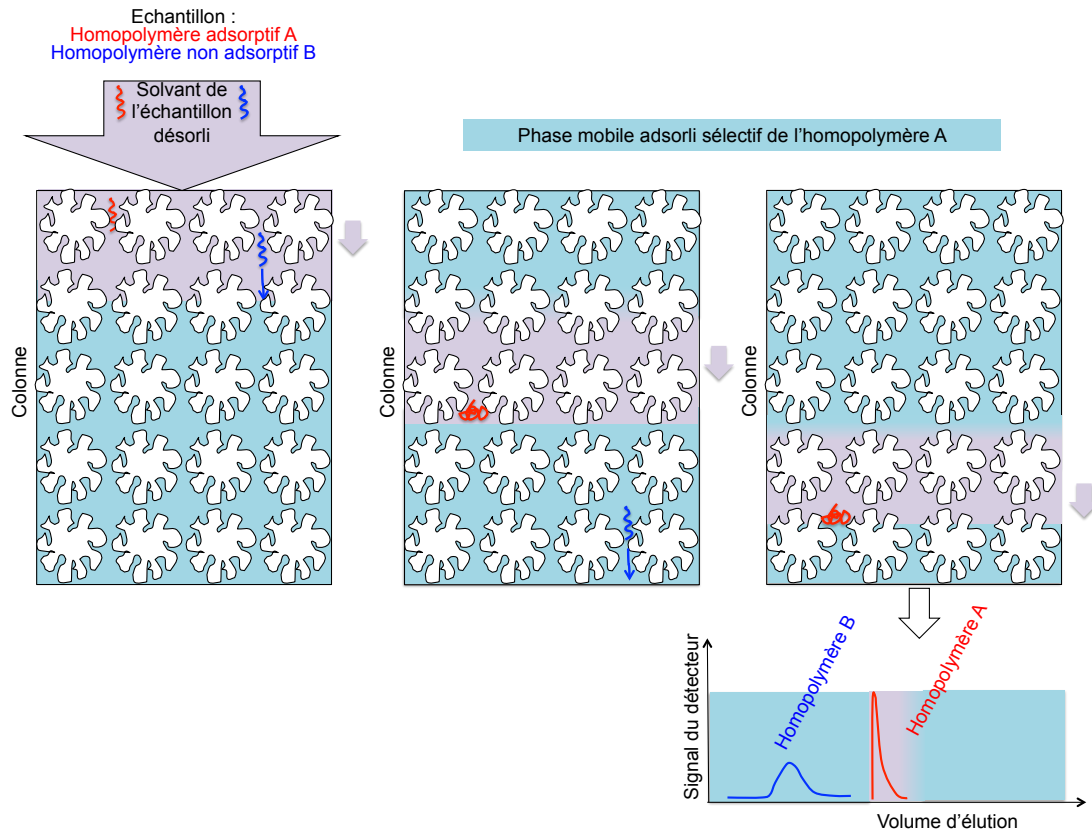 Echantillon :
Homopolymère adsorptif A
Homopolymère non adsorptif B
Solvant de
l'échantillon
désorli
Phase mobile adsorli sélectif de l'homopolymère A
Colonne
Colonne
Colonne
Signal du détecteur
Homopolymère B
Homopolymère A
Volume d'élution